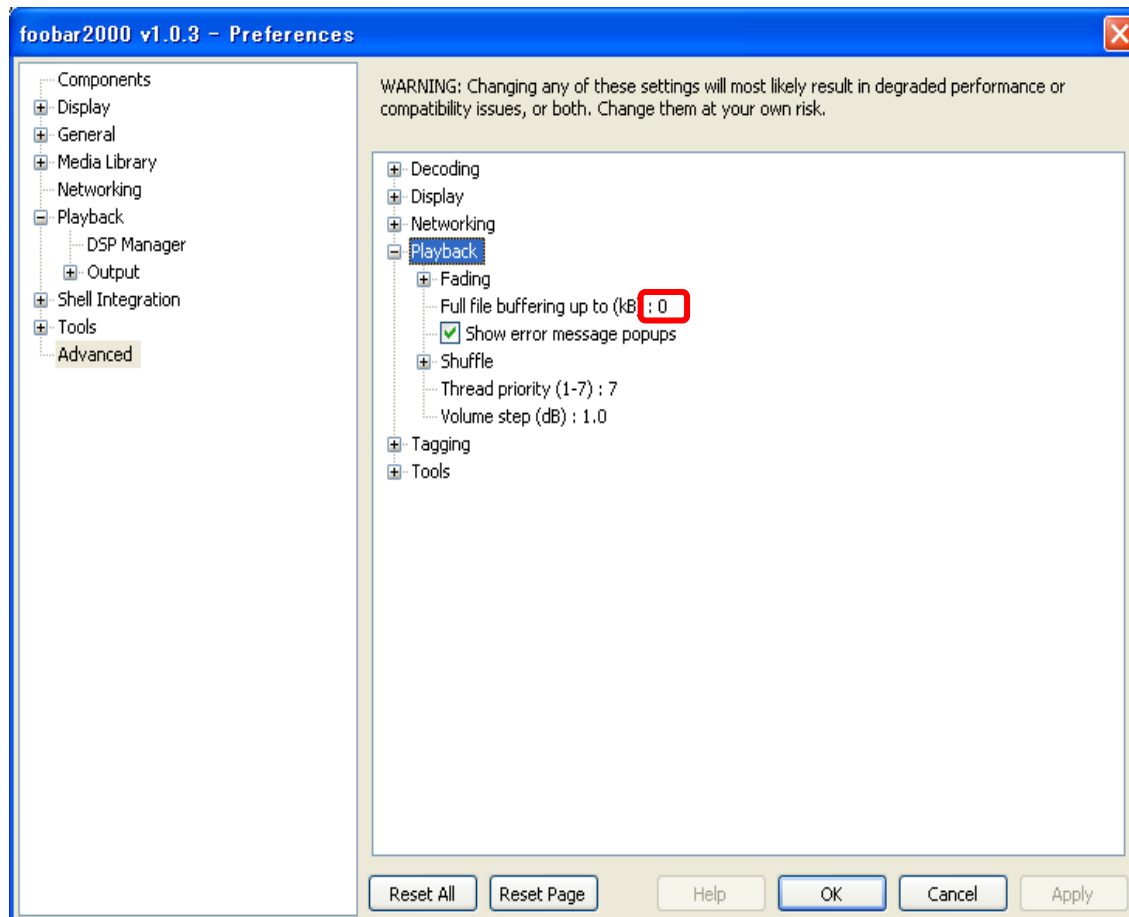 foobar2000 v1.0.3 - Preferences
Components
Display
General
Media Library
Networking
Playback
DSP Manager
Output
Shell Integration
Tools
Advanced
WARNING: Changing any of these settings will most likely result in degraded performance or
compatibility issues, or both. Change them at your own risk.
Decoding
Display
Networking
Playback
Fading
Full file buffering up to (kB) : 0
Show error message popups
Shuffle
Thread priority (1-7) : 7
Volume step (dB) : 1.0
Tagging
Tools
Reset All Reset Page Help OK Cancel Apply